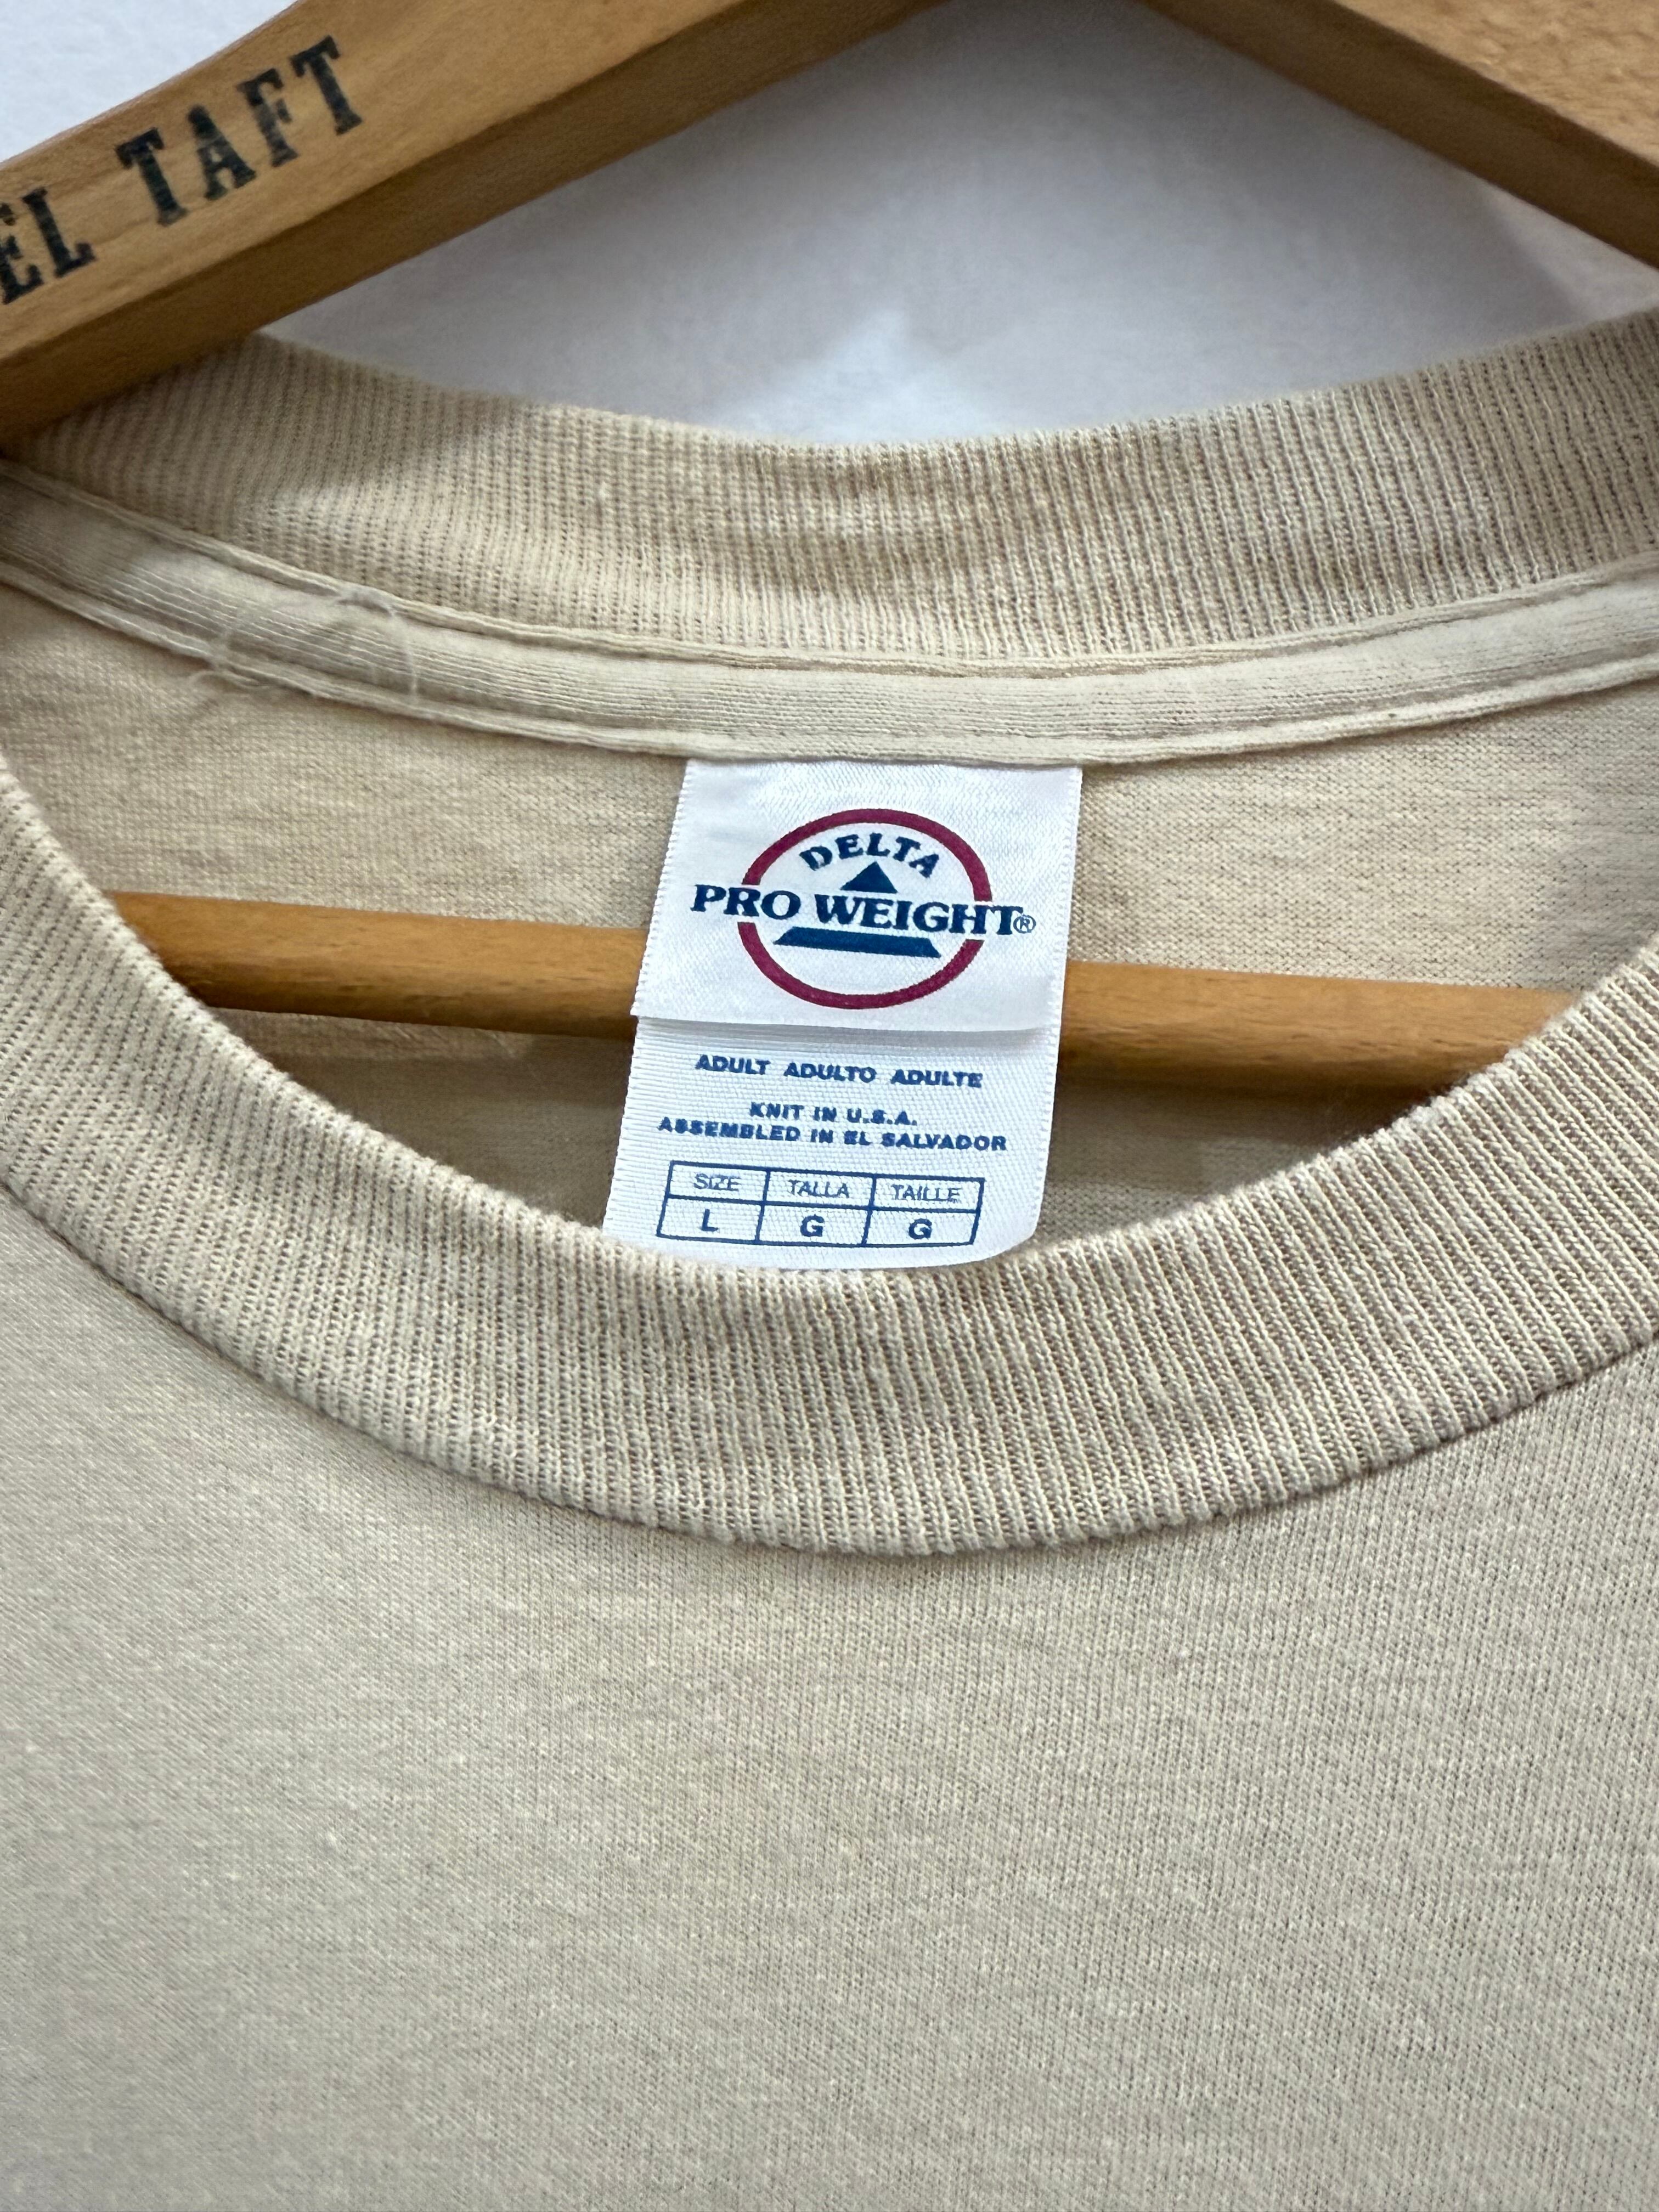 EL TAFT
DELTA
PRO WEIGHT®
ADULT ADULTO ADULTE
KNIT IN U.S.A.
ASSEMBLED IN EL SALVADOR
SIZE TALLA TAILLE
L G G